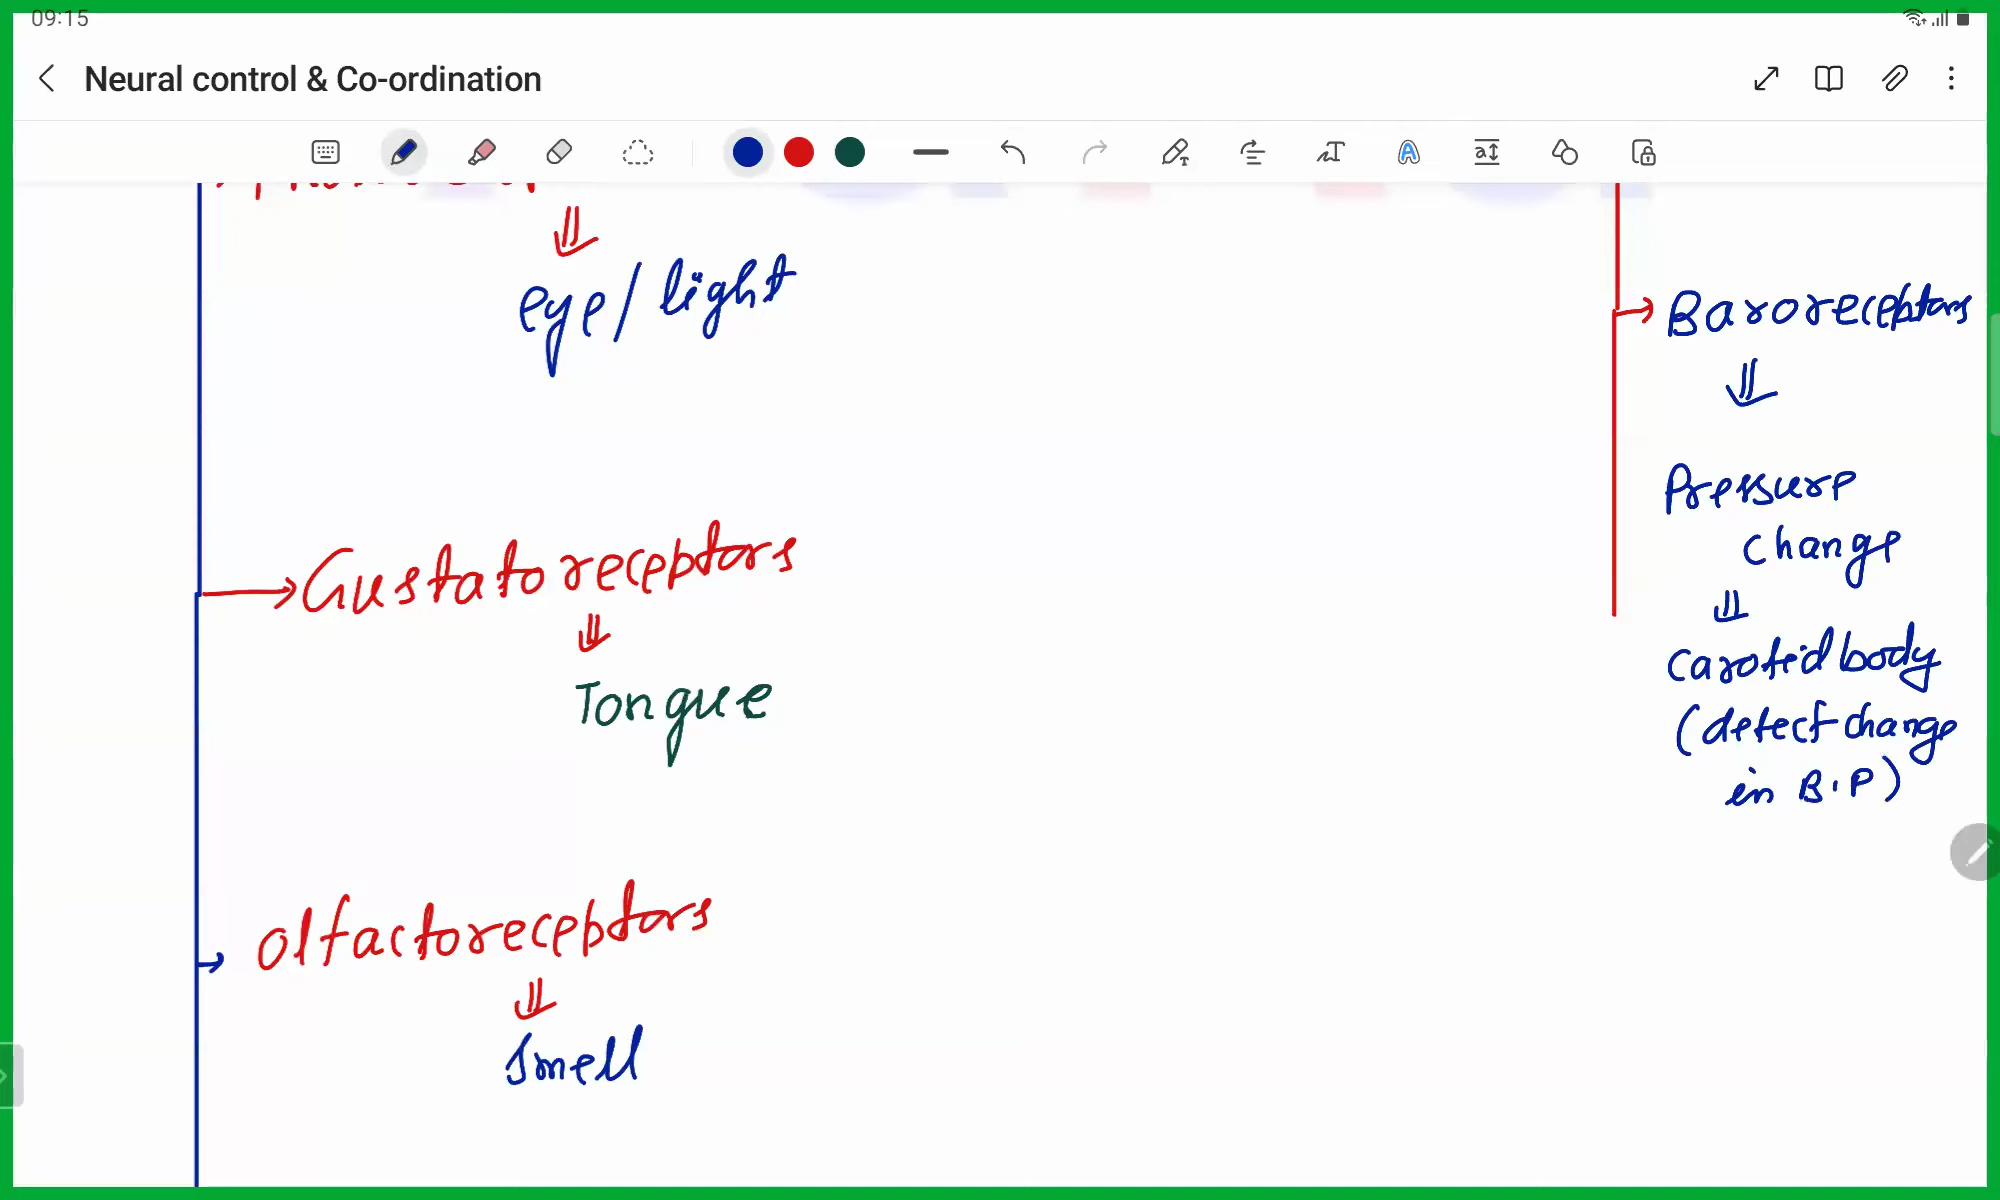 09:15
Neural control & Co-ordination
eye/light
Gustatoreceptors
Tongue
Olfactoreceptors
Smell
Baroreceptors
Pressure
change
Carotid body
(detect change
in B.P)